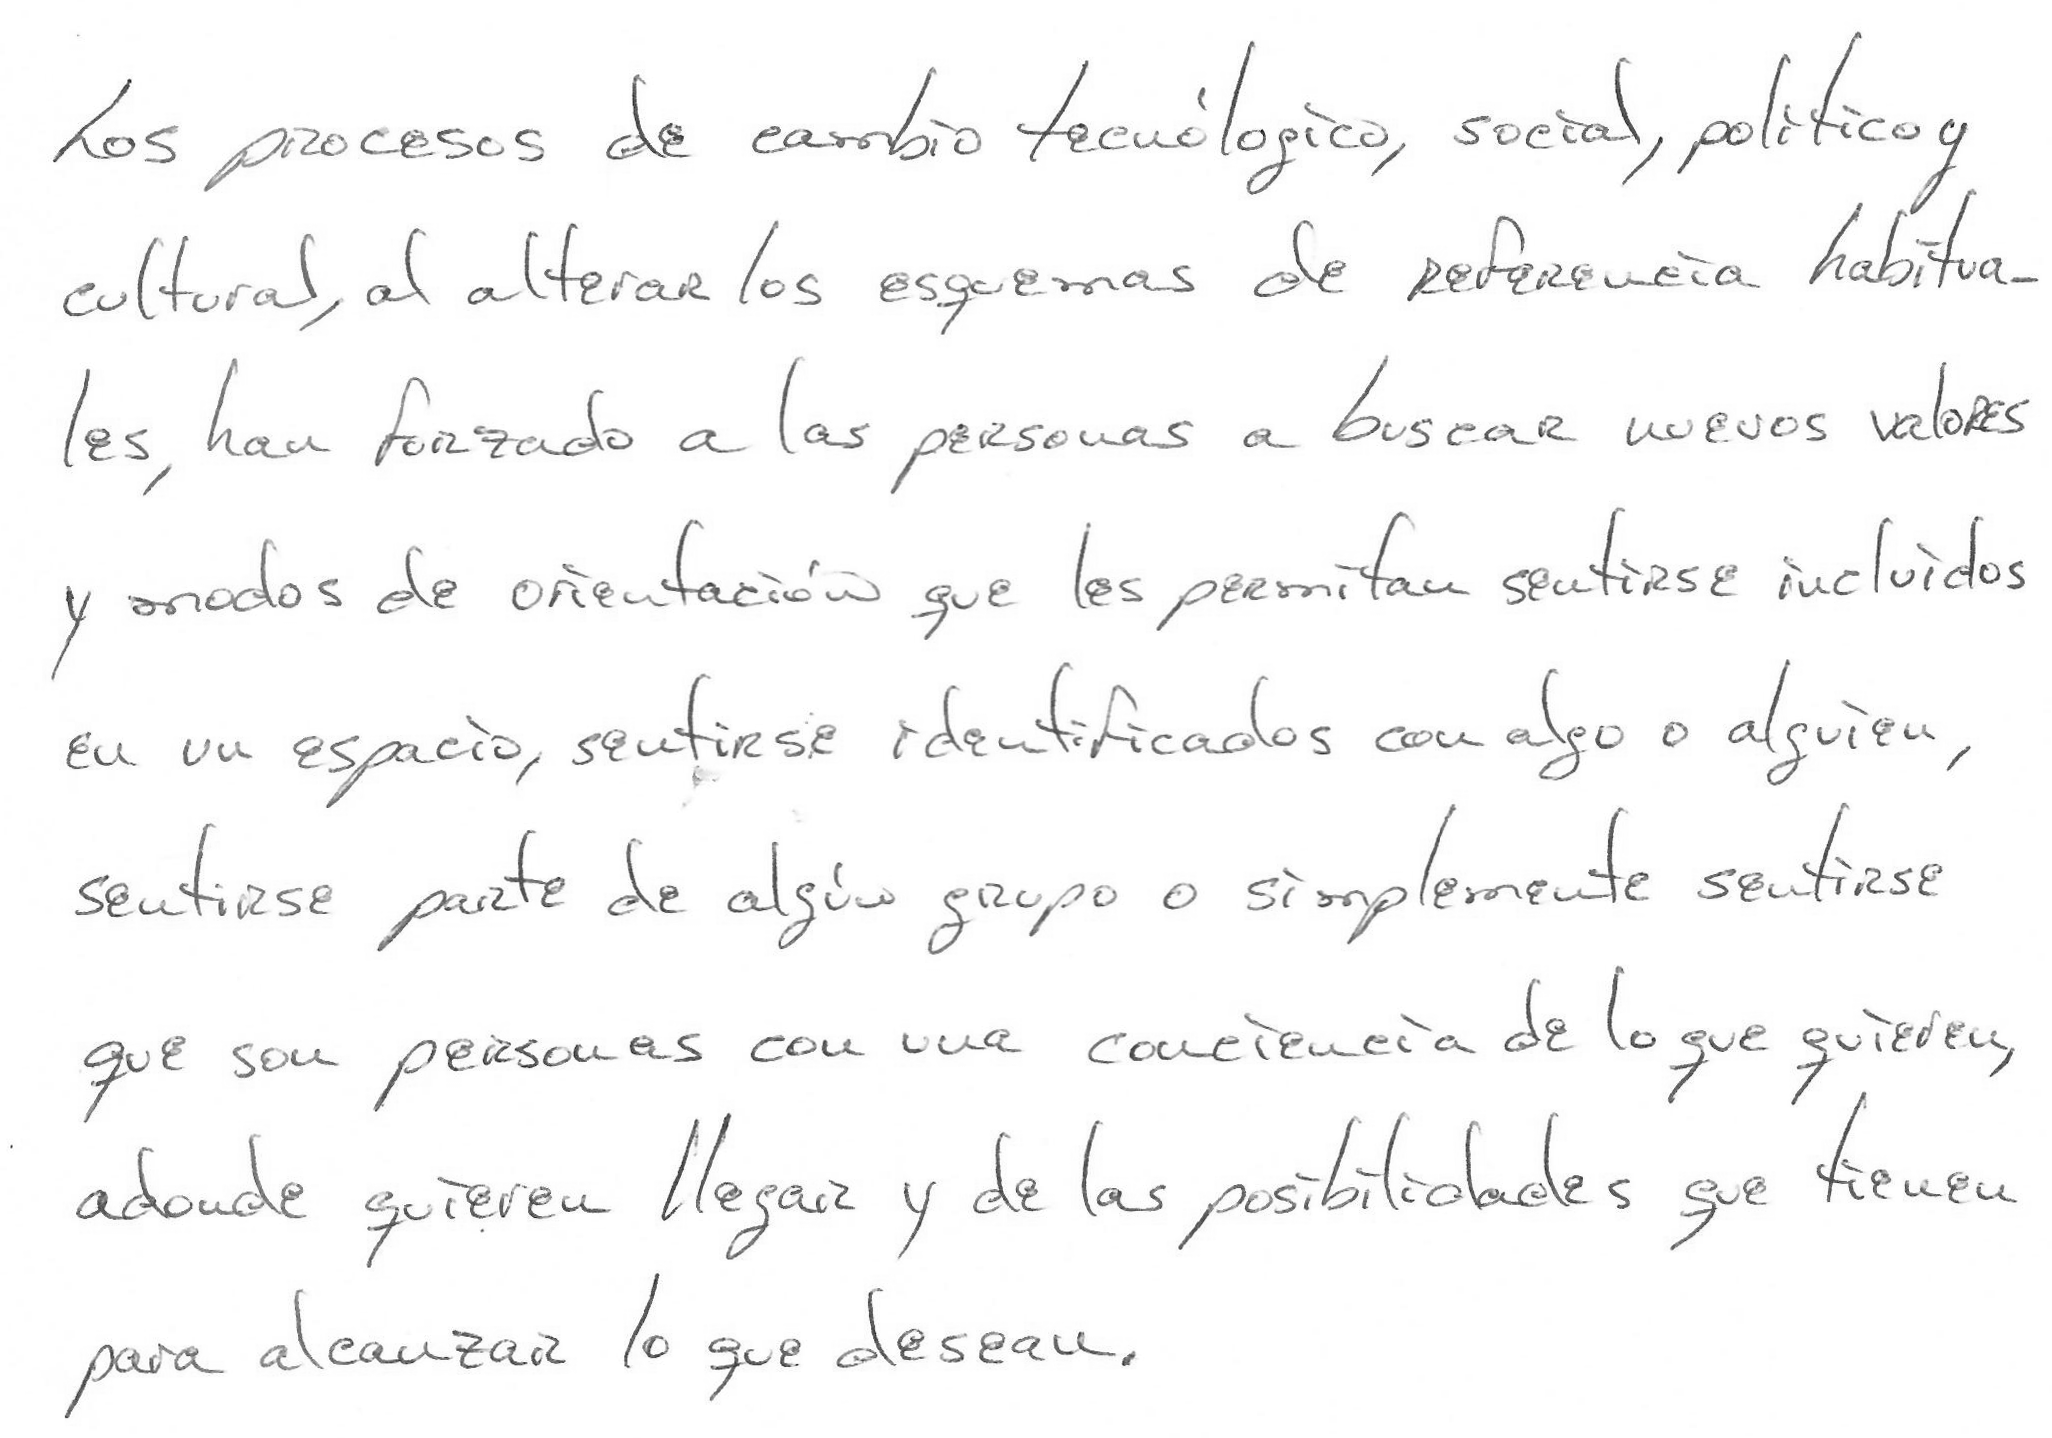 Los procesos de cambio tecnólogico, social, politico y
cultural, al alterar los esquemas de referencia habitua-
les, han forzado a las personas a buscar nuevos valores
y modos de orientación que les permitan sentirse incluidos
en un espacio, sentirse identificados con algo o alguien,
sentirse parte de algún grupo o simplemente sentirse
que son personas con una conciencia de lo que quieren,
adonde quieren llegar y de las posibilidades que tienen
para alcanzar lo que desean.